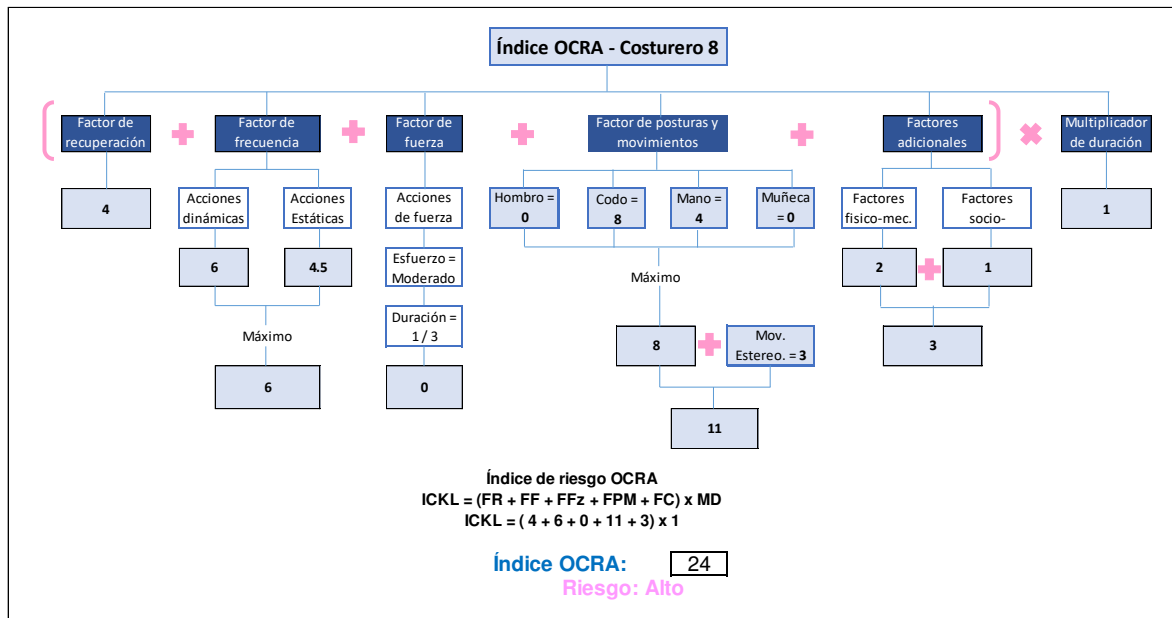 Índice OCRA - Costurero 8
Factor de
recuperación
Factor de
frecuencia
Factor de
fuerza
Factor de posturas y
movimientos
Factores
adicionales
Multiplicador
de duración
4
Acciones
dinámicas
Acciones
Estáticas
Acciones
de fuerza
Hombro =
0
Codo =
8
Mano =
4
Muñeca
= 0
Factores
fisico-mec.
Factores
socio-
1
6
4.5
Esfuerzo =
Moderado
Máximo
2
1
Duración =
1 / 3
Máximo
8
Mov.
Estereo. = 3
3
6
0
11
Índice de riesgo OCRA
ICKL = (FR + FF + FFz + FPM + FC) x MD
ICKL = ( 4 + 6 + 0 + 11 + 3) x 1
Índice OCRA: 24
Riesgo: Alto